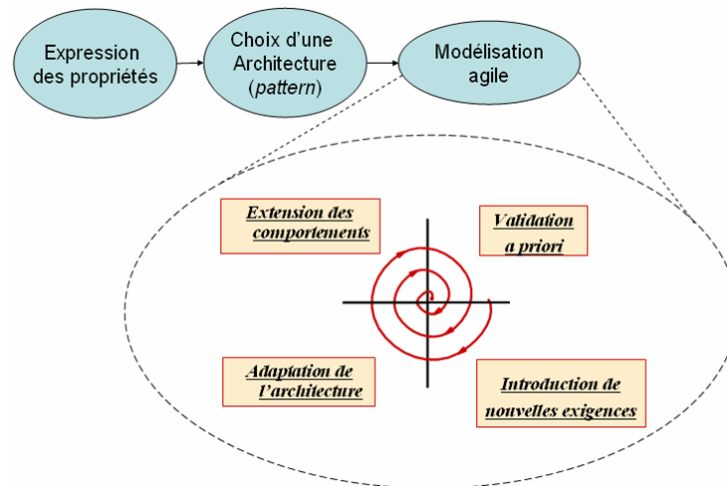 Expression
des propriétés
Choix d'une
Architecture
(pattern)
Modélisation
agile
Extension des
comportements
Validation
a priori
Adaptation de
l'architecture
Introduction de
nouvelles exigences